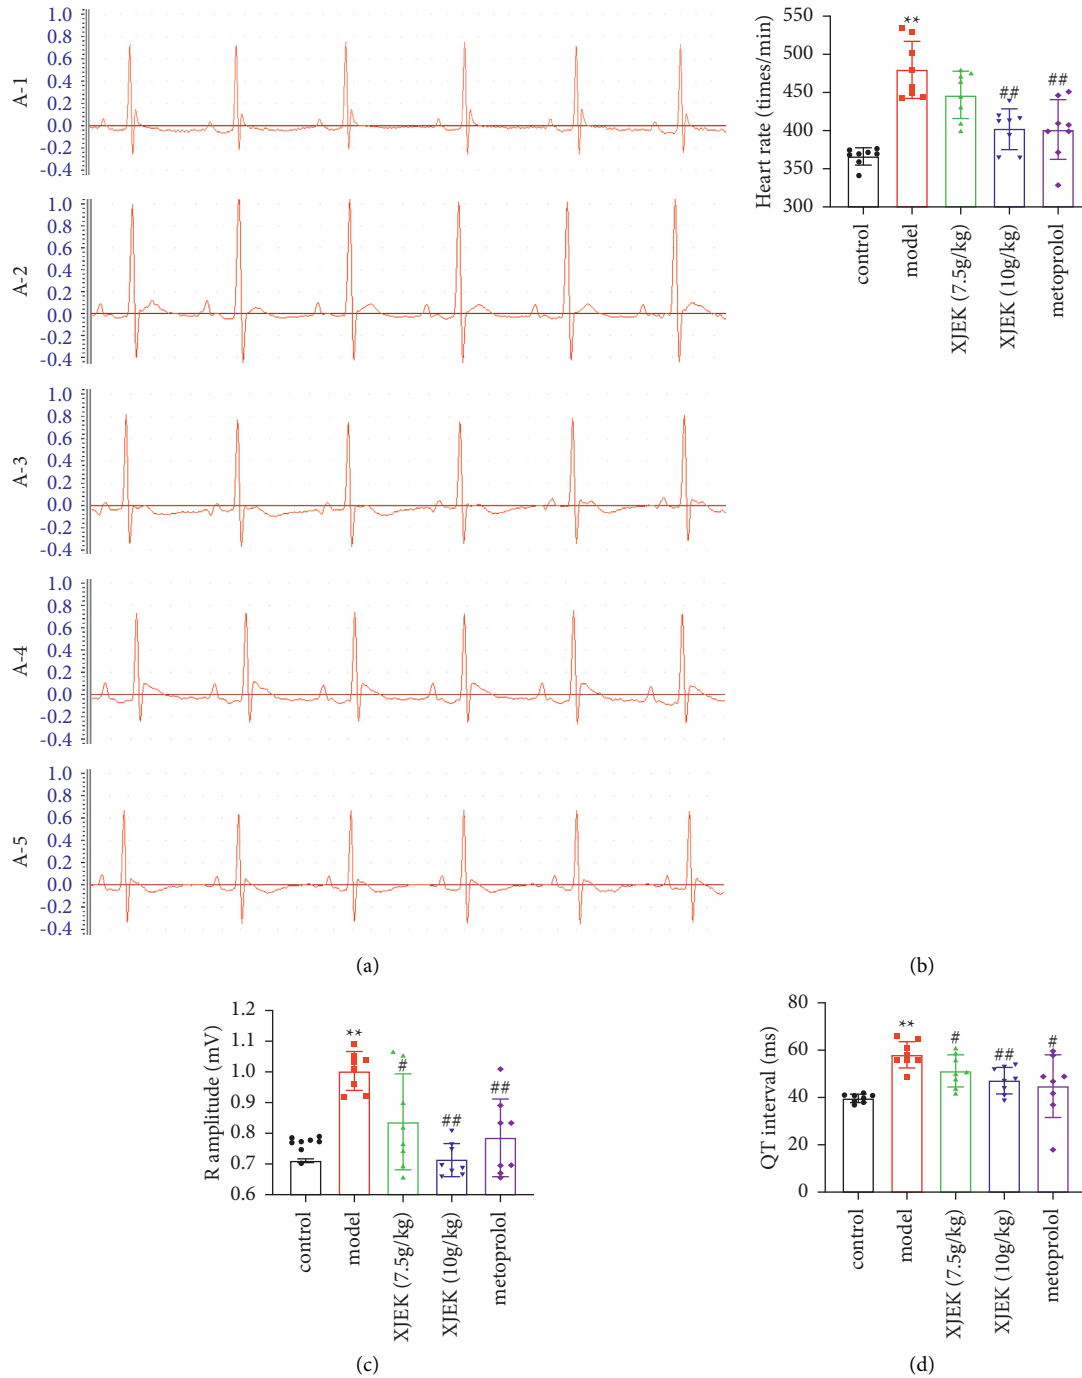 A-1
1.0
0.8
0.6
0.4
0.2
0.0
-0.2
-0.4
A-2
1.0
0.8
0.6
0.4
0.2
0.0
-0.2
-0.4
A-3
1.0
0.8
0.6
0.4
0.2
0.0
-0.2
-0.4
A-4
1.0
0.8
0.6
0.4
0.2
0.0
-0.2
-0.4
A-5
1.0
0.8
0.6
0.4
0.2
0.0
-0.2
-0.4
(a)
Heart rate (times/min)
550
500
450
400
350
300
**
##
##
control
model
XJEK (7.5g/kg)
XJEK (10g/kg)
metoprolol
(b)
R amplitude (mV)
1.2
1.1
1.0
0.9
0.8
0.7
0.6
**
#
##
##
control
model
XJEK (7.5g/kg)
XJEK (10g/kg)
metoprolol
(c)
QT interval (ms)
80
60
40
20
0
**
#
##
#
control
model
XJEK (7.5g/kg)
XJEK (10g/kg)
metoprolol
(d)